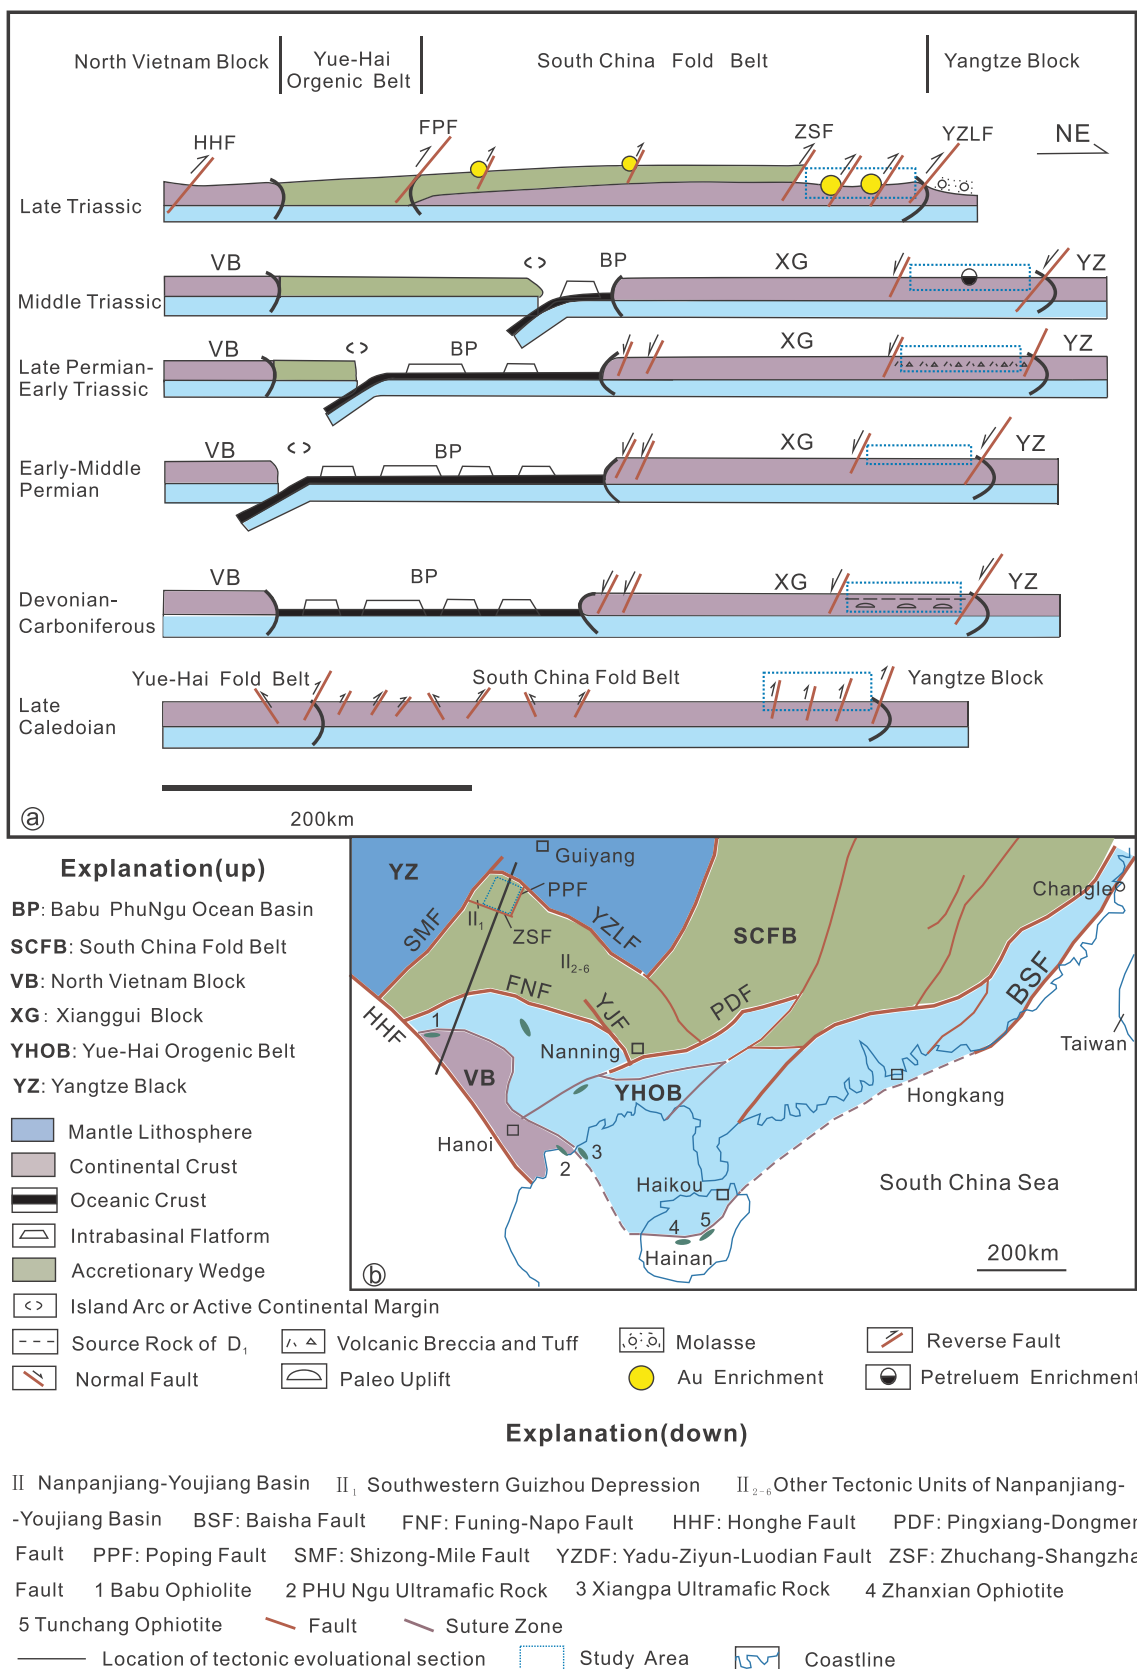 North Vietnam Block
Yue-Hai
Orgenic Belt
South China Fold Belt
Yangtze Block
HHF
FPF
ZSF
YZLF
NE
Late Triassic
VB
BP
XG
YZ
Middle Triassic
VB
BP
XG
YZ
Late Permian-
Early Triassic
VB
BP
XG
YZ
Early-Middle
Permian
VB
BP
XG
YZ
Devonian-
Carboniferous
Yue-Hai Fold Belt
South China Fold Belt
Yangtze Block
Late
Caledoian
200km
a
Explanation(up)
BP: Babu PhuNgu Ocean Basin
SCFB: South China Fold Belt
VB: North Vietnam Block
XG: Xianggui Block
YHOB: Yue-Hai Orogenic Belt
YZ: Yangtze Black
Mantle Lithosphere
Continental Crust
Oceanic Crust
Intrabasinal Flatform
Accretionary Wedge
Island Arc or Active Continental Margin
Source Rock of D1
Volcanic Breccia and Tuff
Molasse
Reverse Fault
Normal Fault
Paleo Uplift
Au Enrichment
Petreluem Enrichment
YZ
Guiyang
PPF
II1
ZSF
SMF
YZLF
II2-6
SCFB
Changle
BSF
FNF
YJF
PDF
HHF
1
Nanning
Taiwan
VB
YHOB
Hongkang
Hanoi
2
3
Haikou
South China Sea
4
5
Hainan
200km
b
Explanation(down)
II Nanpanjiang-Youjiang Basin II1 Southwestern Guizhou Depression II2-6 Other Tectonic Units of Nanpanjiang-
-Youjiang Basin BSF: Baisha Fault FNF: Funing-Napo Fault HHF: Honghe Fault PDF: Pingxiang-Dongmen
Fault PPF: Poping Fault SMF: Shizong-Mile Fault YZDF: Yadu-Ziyun-Luodian Fault ZSF: Zhuchang-Shangzha
Fault 1 Babu Ophiolite 2 PHU Ngu Ultramafic Rock 3 Xiangpa Ultramafic Rock 4 Zhanxian Ophiotite
5 Tunchang Ophiotite Fault Suture Zone
Location of tectonic evoluational section Study Area Coastline